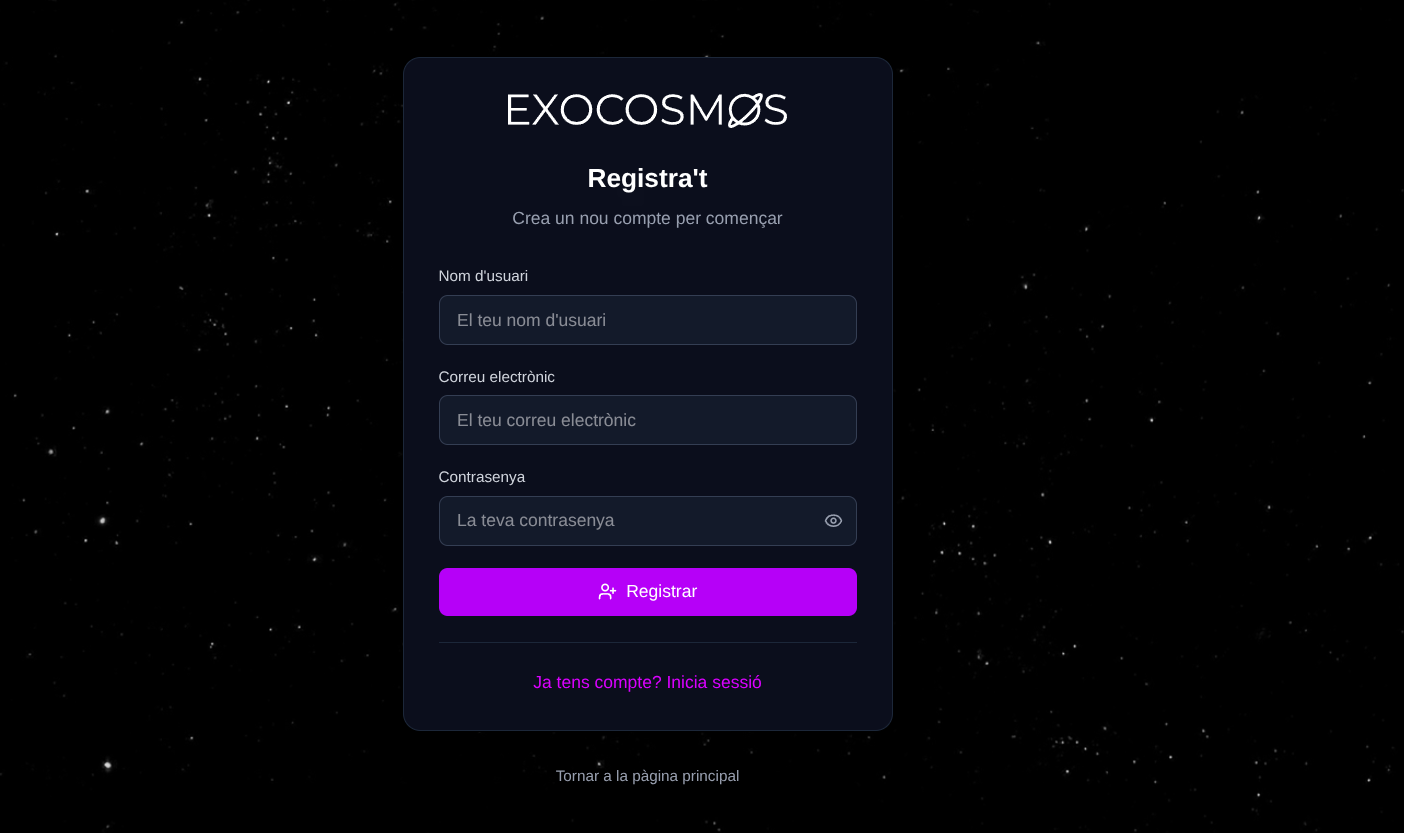 EXOCOSMOS
Registra't
Crea un nou compte per començar
Nom d'usuari
El teu nom d'usuari
Correu electrònic
El teu correu electrònic
Contrasenya
La teva contrasenya
Registrar
Ja tens compte? Inicia sessió
Tornar a la pàgina principal